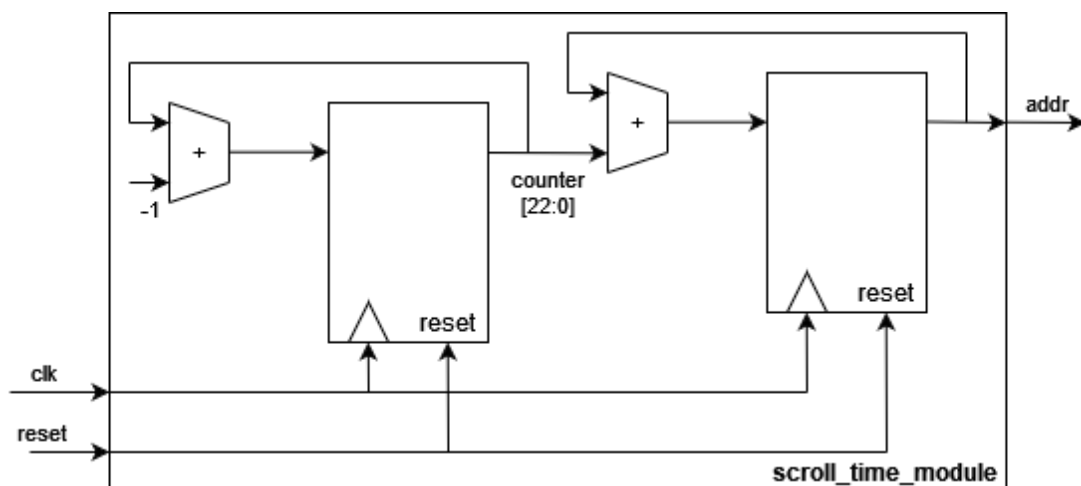 addr
+
+
-1
counter
[22:0]
reset
reset
clk
reset
scroll_time_module